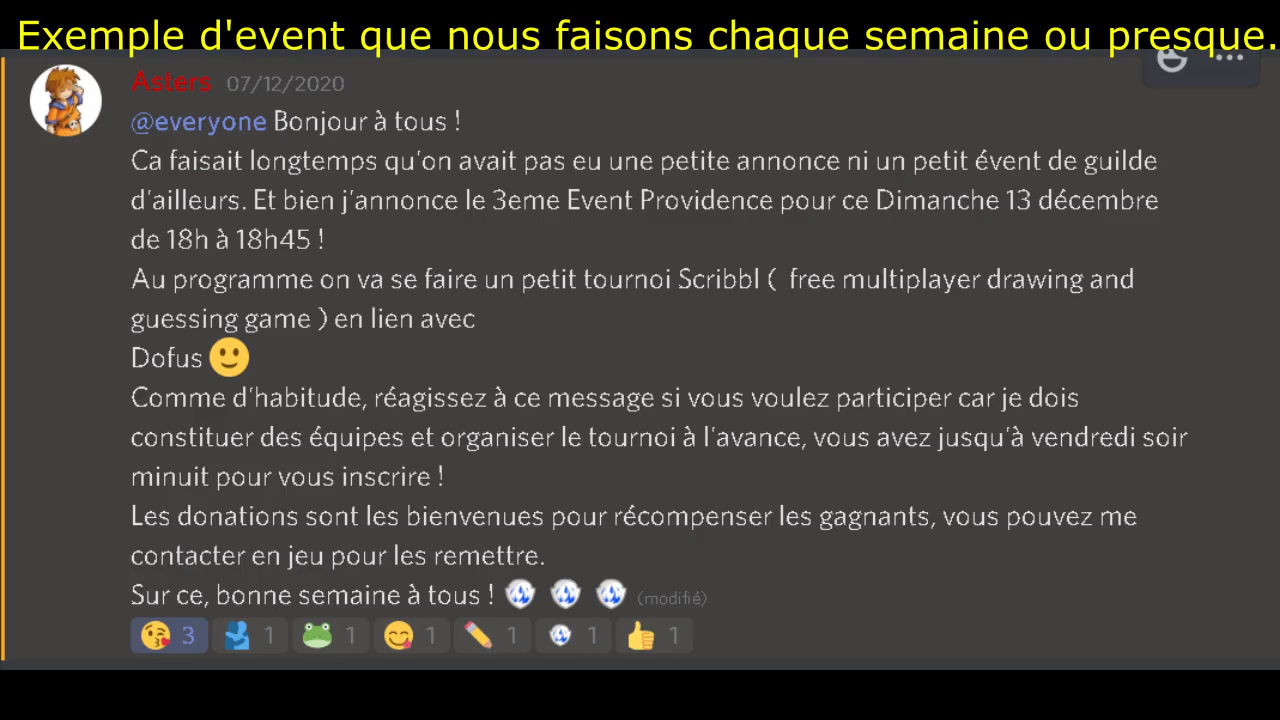 Exemple d'event que nous faisons chaque semaine ou presque.
Asters 07/12/2020
@everyone Bonjour à tous !
Ca faisait longtemps qu'on avait pas eu une petite annonce ni un petit évent de guilde
d'ailleurs. Et bien j'annonce le 3eme Event Providence pour ce Dimanche 13 décembre
de 18h à 18h45 !
Au programme on va se faire un petit tournoi Scribbl ( free multiplayer drawing and
guessing game ) en lien avec
Dofus
Comme d'habitude, réagissez à ce message si vous voulez participer car je dois
constituer des équipes et organiser le tournoi à l'avance, vous avez jusqu'à vendredi soir
minuit pour vous inscrire !
Les donations sont les bienvenues pour récompenser les gagnants, vous pouvez me
contacter en jeu pour les remettre.
Sur ce, bonne semaine à tous ! (modifié)
3 1 1 1 1 1 1